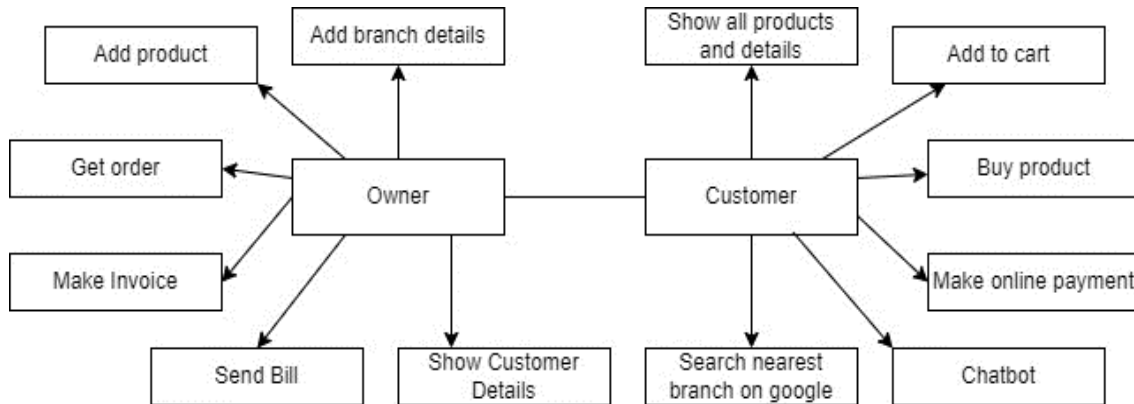 Add product
Add branch details
Show all products
and details
Add to cart
Get order
Owner
Customer
Buy product
Make Invoice
Make online payment
Send Bill
Show Customer
Details
Search nearest
branch on google
Chatbot